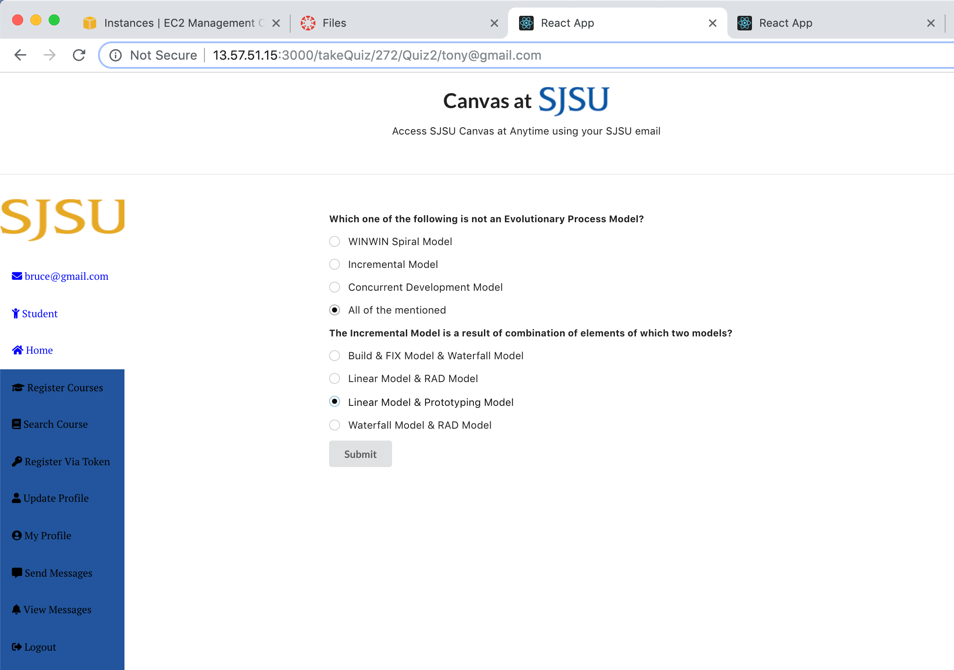 Instances | EC2 Management C
Files
React App
React App
Not Secure | 13.57.51.15:3000/takeQuiz/272/Quiz2/tony@gmail.com
Canvas at SJSU
Access SJSU Canvas at Anytime using your SJSU email
SJSU
bruce@gmail.com
Student
Home
Register Courses
Search Course
Register Via Token
Update Profile
My Profile
Send Messages
View Messages
Logout
Which one of the following is not an Evolutionary Process Model?
WINWIN Spiral Model
Incremental Model
Concurrent Development Model
All of the mentioned
The Incremental Model is a result of combination of elements of which two models?
Build & FIX Model & Waterfall Model
Linear Model & RAD Model
Linear Model & Prototyping Model
Waterfall Model & RAD Model
Submit